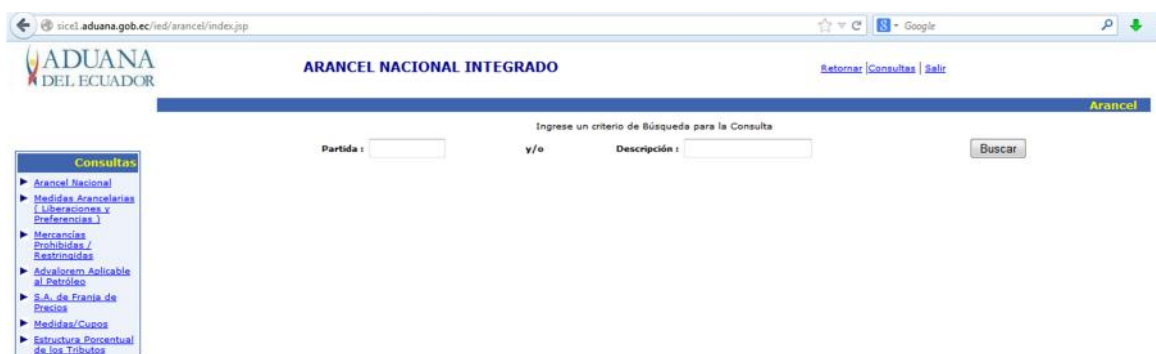 sice1.aduana.gob.ec/ied/arancel/index.jsp
Google
ADUANA
DEL ECUADOR
ARANCEL NACIONAL INTEGRADO
Retornar |Consultas | Salir
Arancel
Ingrese un criterio de Búsqueda para la Consulta
Partida :
y/o
Descripción :
Buscar
Consultas
Arancel Nacional
Medidas Arancelarias
( Liberaciones y
Preferencias )
Mercancías
Prohibidas /
Restringidas
Advalorem Aplicable
al Petróleo
S.A. de Franja de
Precios
Medidas/Cupos
Estructura Porcentual
de los Tributos